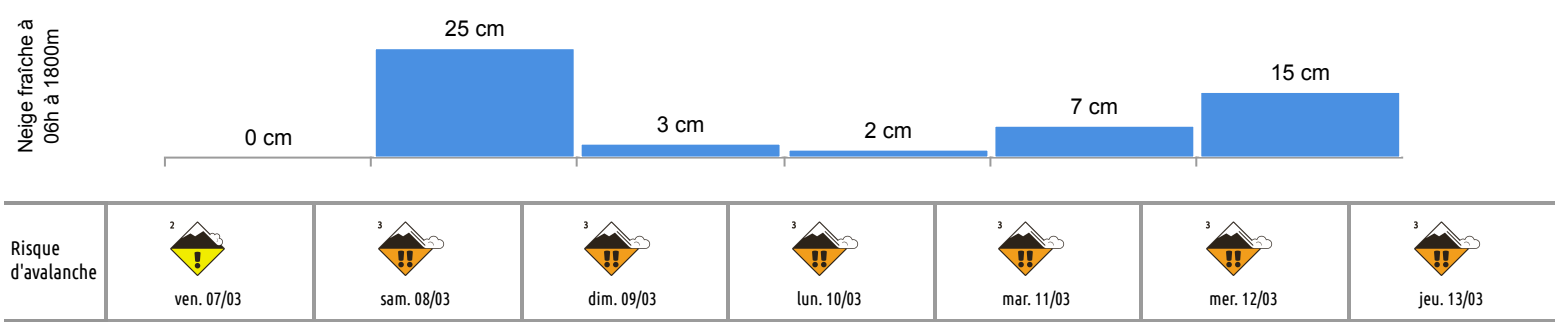 Neige fraîche à
06h à 1800m
0 cm
25 cm
3 cm
2 cm
7 cm
15 cm
Risque
d'avalanche
2
!
ven. 07/03
3
!!
sam. 08/03
3
!!
dim. 09/03
3
!!
lun. 10/03
3
!!
mar. 11/03
3
!!
mer. 12/03
3
!!
jeu. 13/03